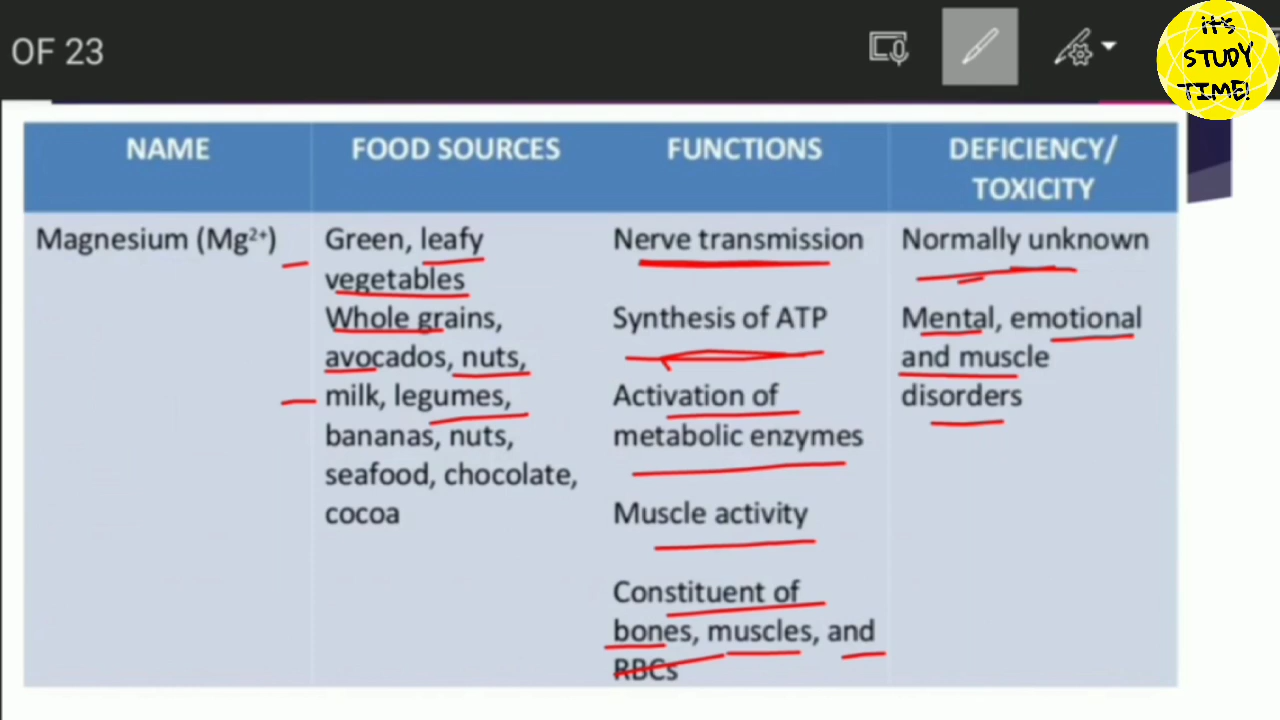 OF 23
it's
STUDY
TIME!
NAME
FOOD SOURCES
FUNCTIONS
DEFICIENCY/
TOXICITY
Magnesium (Mg²⁺)
Green, leafy
vegetables
Whole grains,
avocados, nuts,
milk, legumes,
bananas, nuts,
seafood, chocolate,
cocoa
Nerve transmission
Synthesis of ATP
Activation of
metabolic enzymes
Muscle activity
Constituent of
bones, muscles, and
RBCs
Normally unknown
Mental, emotional
and muscle
disorders